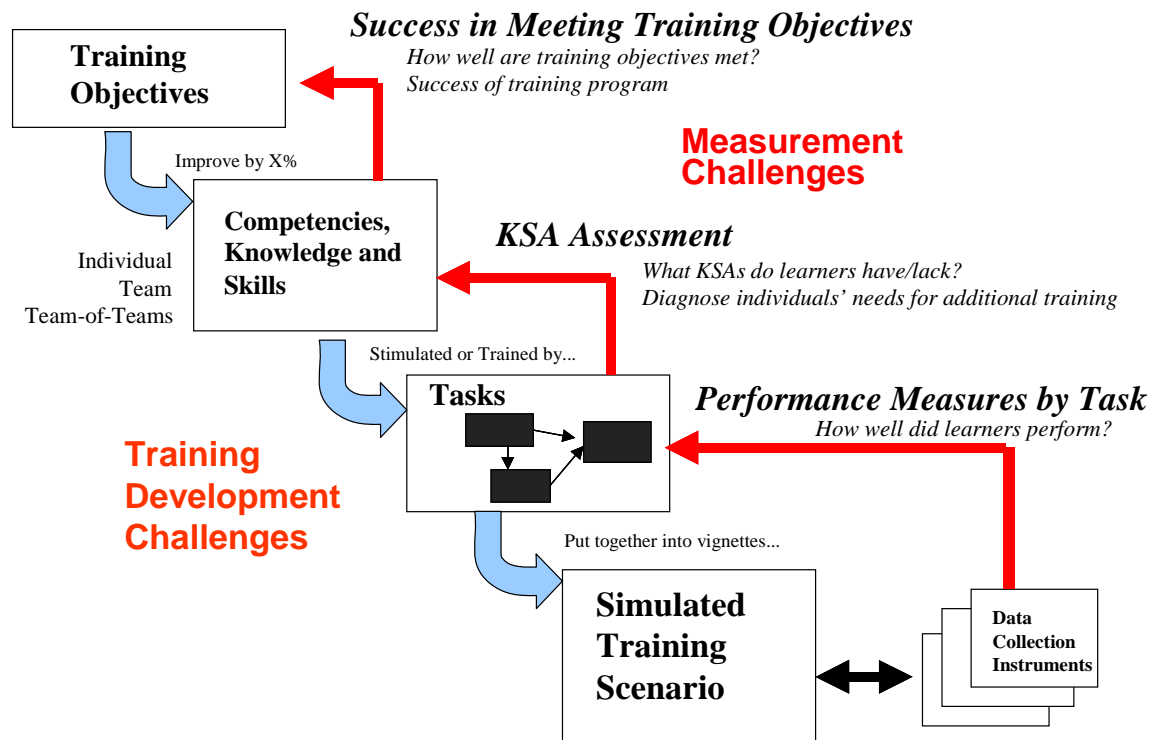 Success in Meeting Training Objectives
How well are training objectives met?
Success of training program
Training
Objectives
Measurement
Challenges
Improve by X%
Competencies,
Knowledge and
Skills
KSA Assessment
What KSAs do learners have/lack?
Diagnose individuals’ needs for additional training
Individual
Team
Team-of-Teams
Stimulated or Trained by...
Tasks
Performance Measures by Task
How well did learners perform?
Training
Development
Challenges
Put together into vignettes...
Simulated
Training
Scenario
Data
Collection
Instruments